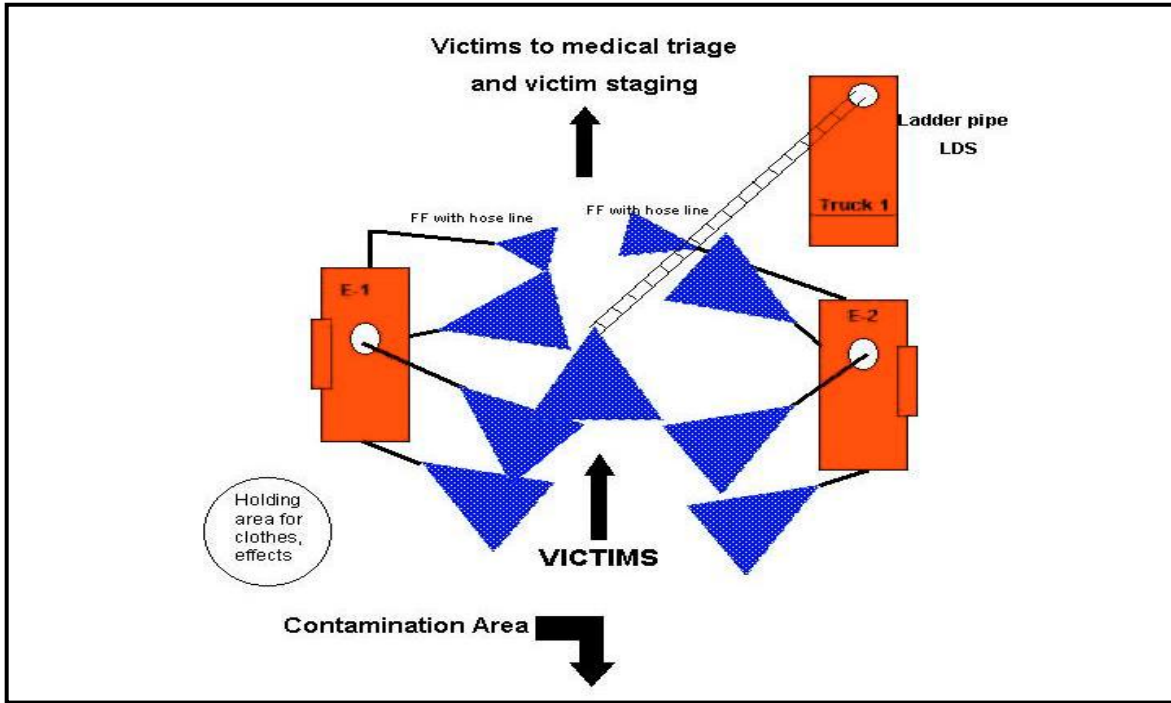 Victims to medical triage
and victim staging
Ladder pipe
LDS
Truck 1
FF with hose line
FF with hose line
E-1
E-2
Holding
area for
clothes,
effects
VICTIMS
Contamination Area